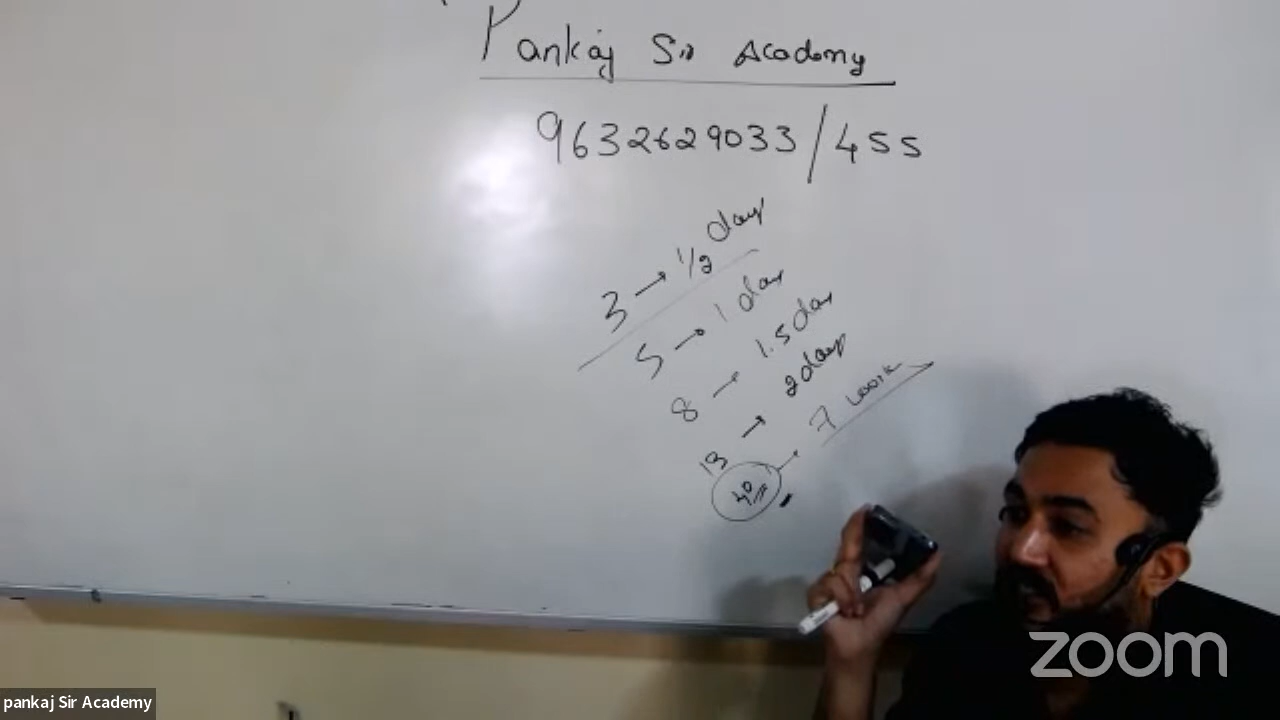 Pankaj Sir Academy
9632629033/455
3 → 1/2 day
5 → 1 day
8 → 1.5 day
13 → 2 day
40 → 7 week
zoom
pankaj Sir Academy